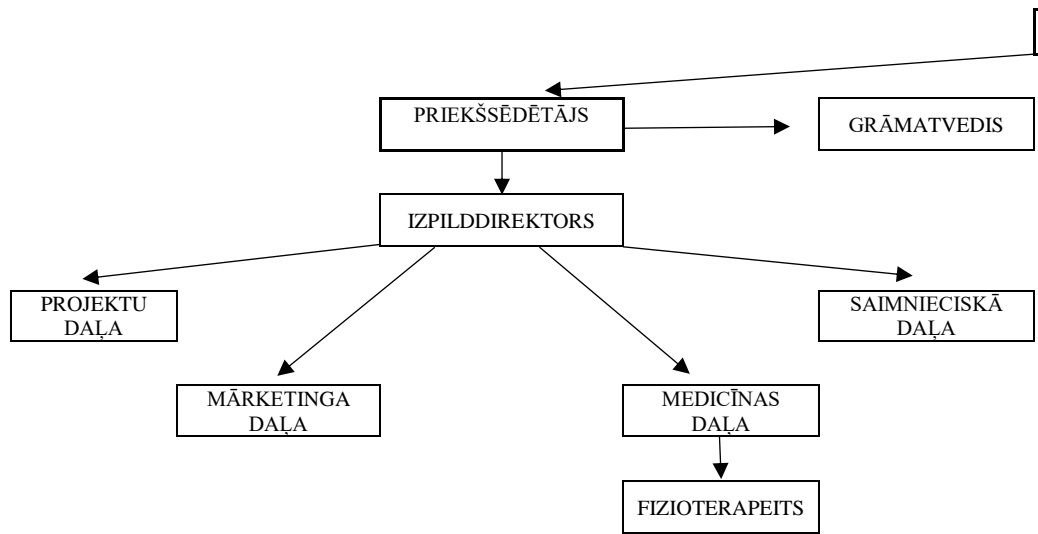 PRIEKŠSĒDĒTĀJS
GRĀMATVEDIS
IZPILDDIREKTORS
PROJEKTU
DAĻA
SAIMNIECISKĀ
DAĻA
MĀRKETINGA
DAĻA
MEDICĪNAS
DAĻA
FIZIOTERAPEITS